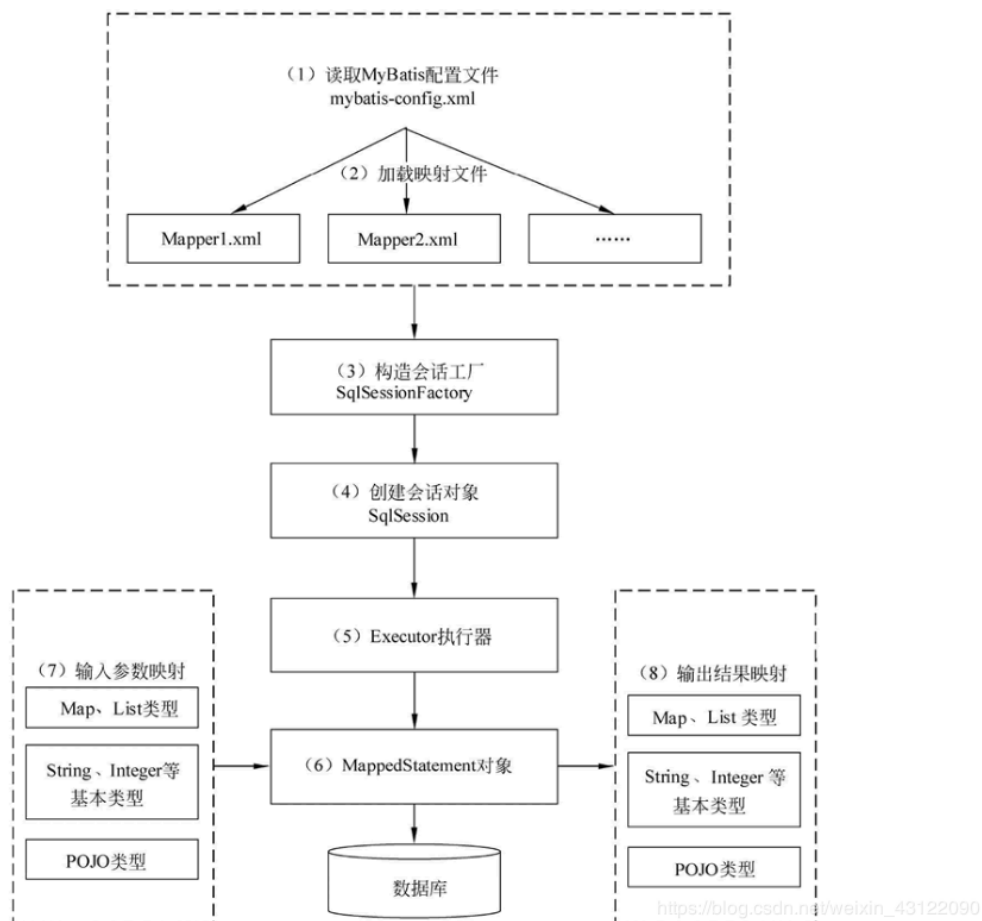 （1）读取MyBatis配置文件
mybatis-config.xml
（2）加载映射文件
Mapper1.xml
Mapper2.xml
……
（3）构造会话工厂
SqlSessionFactory
（4）创建会话对象
SqlSession
（5）Executor执行器
（7）输入参数映射
Map、List类型
String、Integer等
基本类型
POJO类型
（6）MappedStatement对象
数据库
（8）输出结果映射
Map、List 类型
String、Integer 等
基本类型
POJO类型
https://blog.csdn.net/weixin_43122090